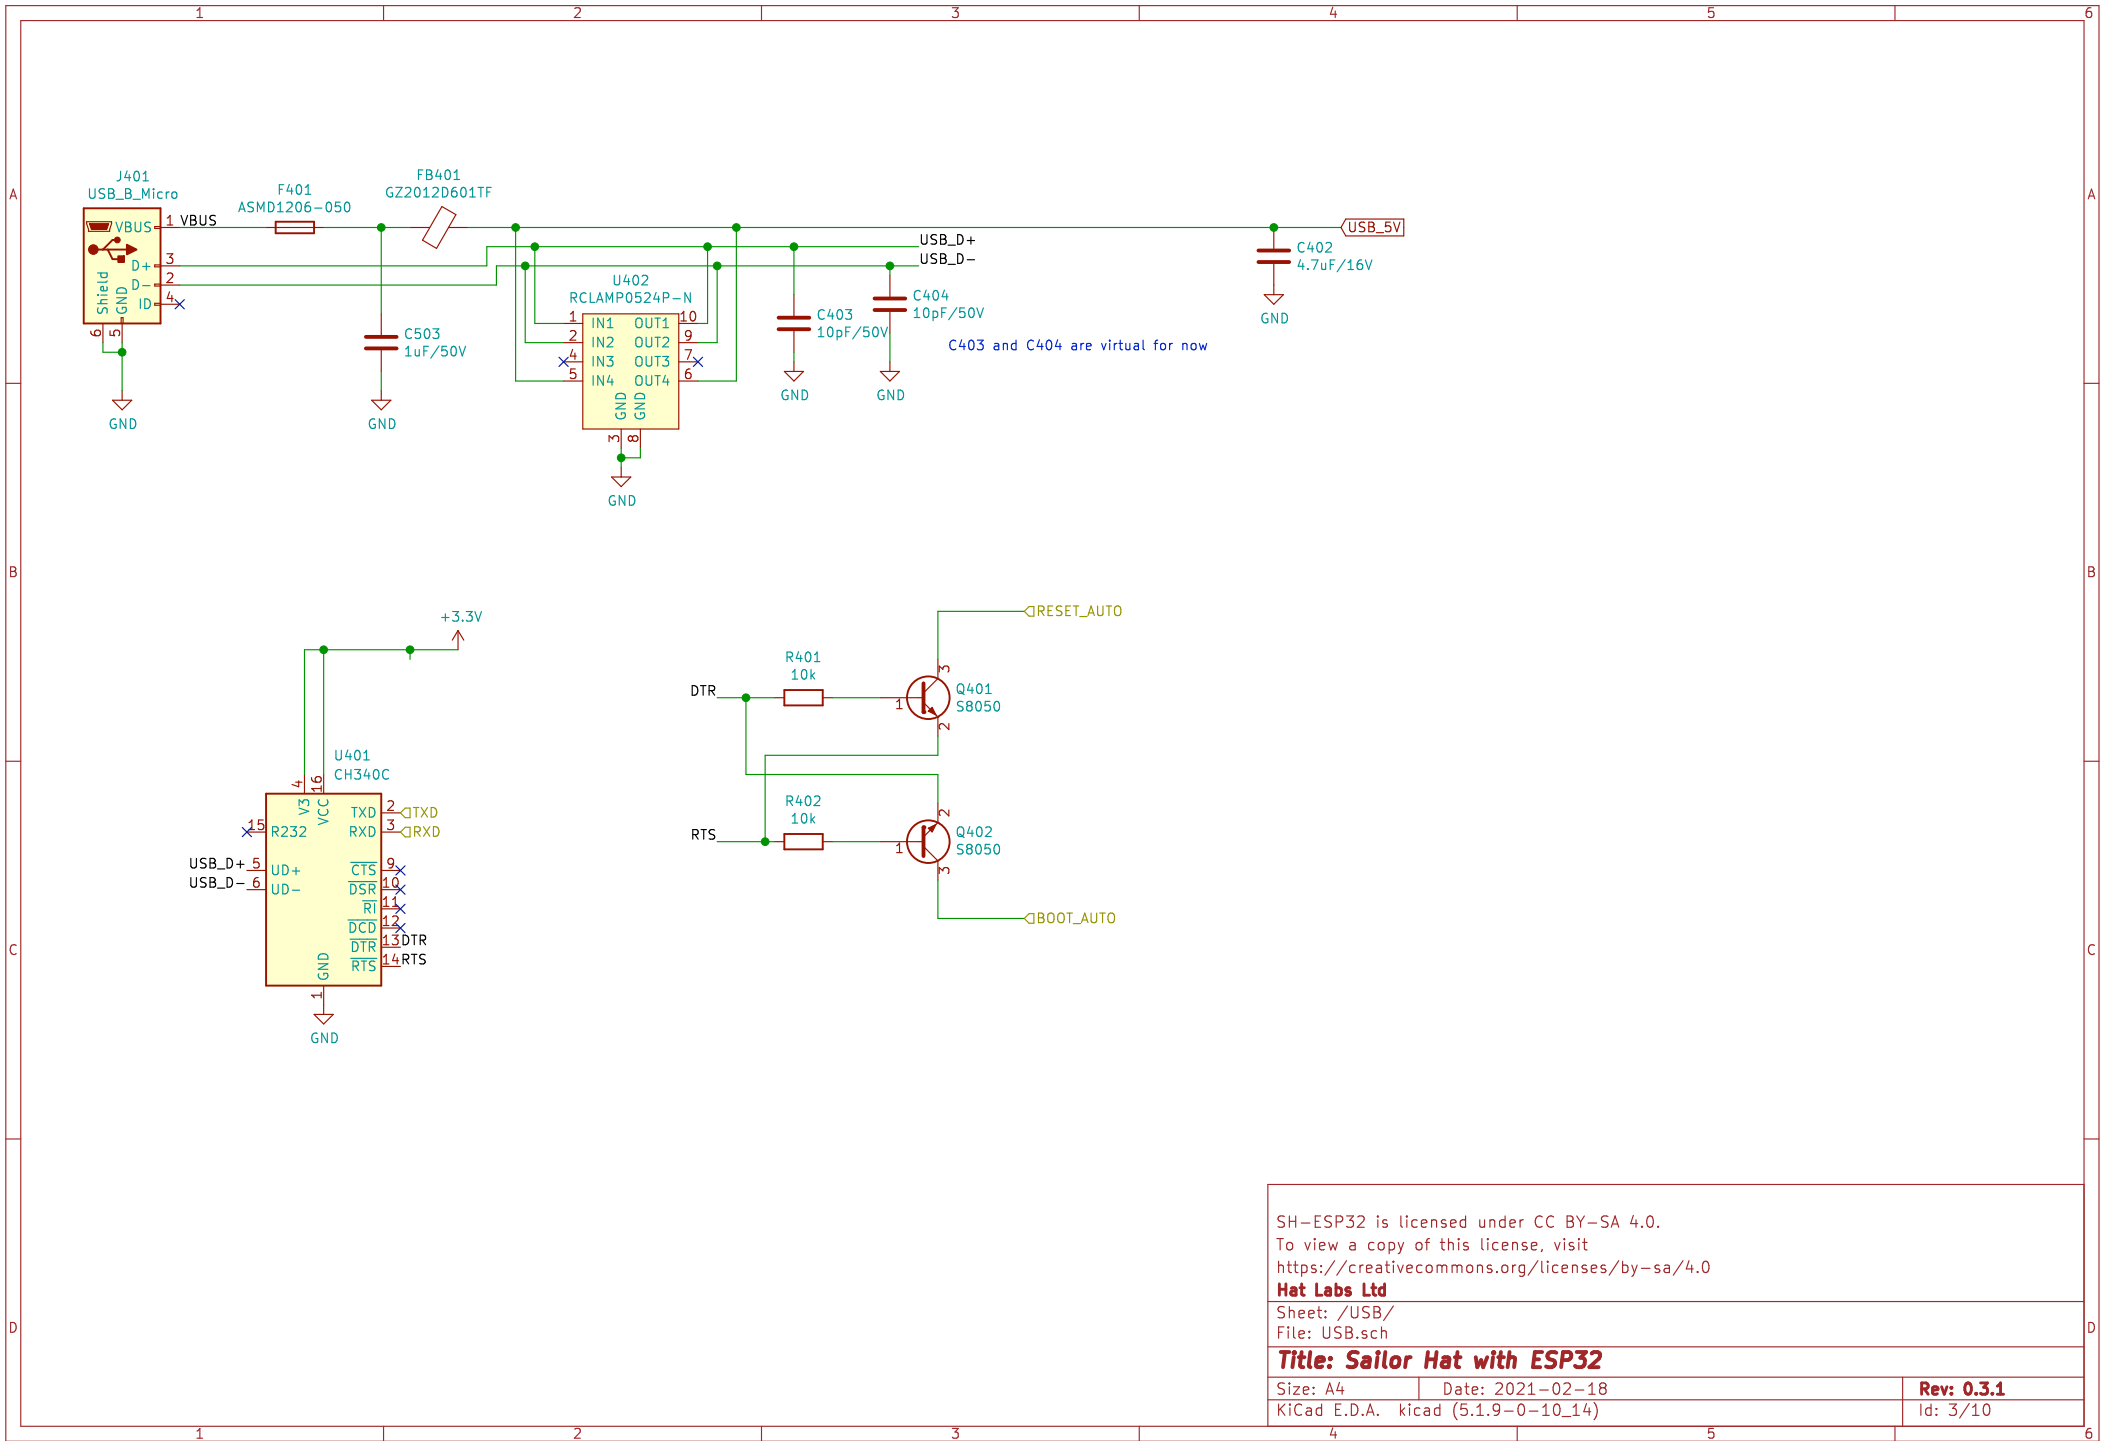 1 2 3 4 5 6
A A
B B
C C
D D
J401
USB_B_Micro
VBUS 1 VBUS
D+ 3
D- 2
ID 4
Shield
GND
6 5
GND
F401
ASMD1206-050
FB401
GZ2012D601TF
C503
1uF/50V
GND
U402
RCLAMP0524P-N
1 IN1 OUT1 10
2 IN2 OUT2 9
4 IN3 OUT3 7
5 IN4 OUT4 6
GND GND
3 8
GND
USB_D+
USB_D-
C403
10pF/50V
GND
C404
10pF/50V
GND
C403 and C404 are virtual for now
USB_5V
C402
4.7uF/16V
GND
+3.3V
U401
CH340C
4 16
V3 VCC
TXD 2 TXD
15 R232 RXD 3 RXD
USB_D+ 5 UD+ CTS 9
USB_D- 6 UD- DSR 10
RI 11
DCD 12
DTR 13 DTR
RTS 14 RTS
GND
1
GND
RESET_AUTO
DTR
R401
10k
1 3 2
Q401
S8050
RTS
R402
10k
1 2 3
Q402
S8050
BOOT_AUTO
SH-ESP32 is licensed under CC BY-SA 4.0.
To view a copy of this license, visit
https://creativecommons.org/licenses/by-sa/4.0
Hat Labs Ltd
Sheet: /USB/
File: USB.sch
Title: Sailor Hat with ESP32
Size: A4 Date: 2021-02-18 Rev: 0.3.1
KiCad E.D.A. kicad (5.1.9-0-10_14) Id: 3/10
1 2 3 4 5 6